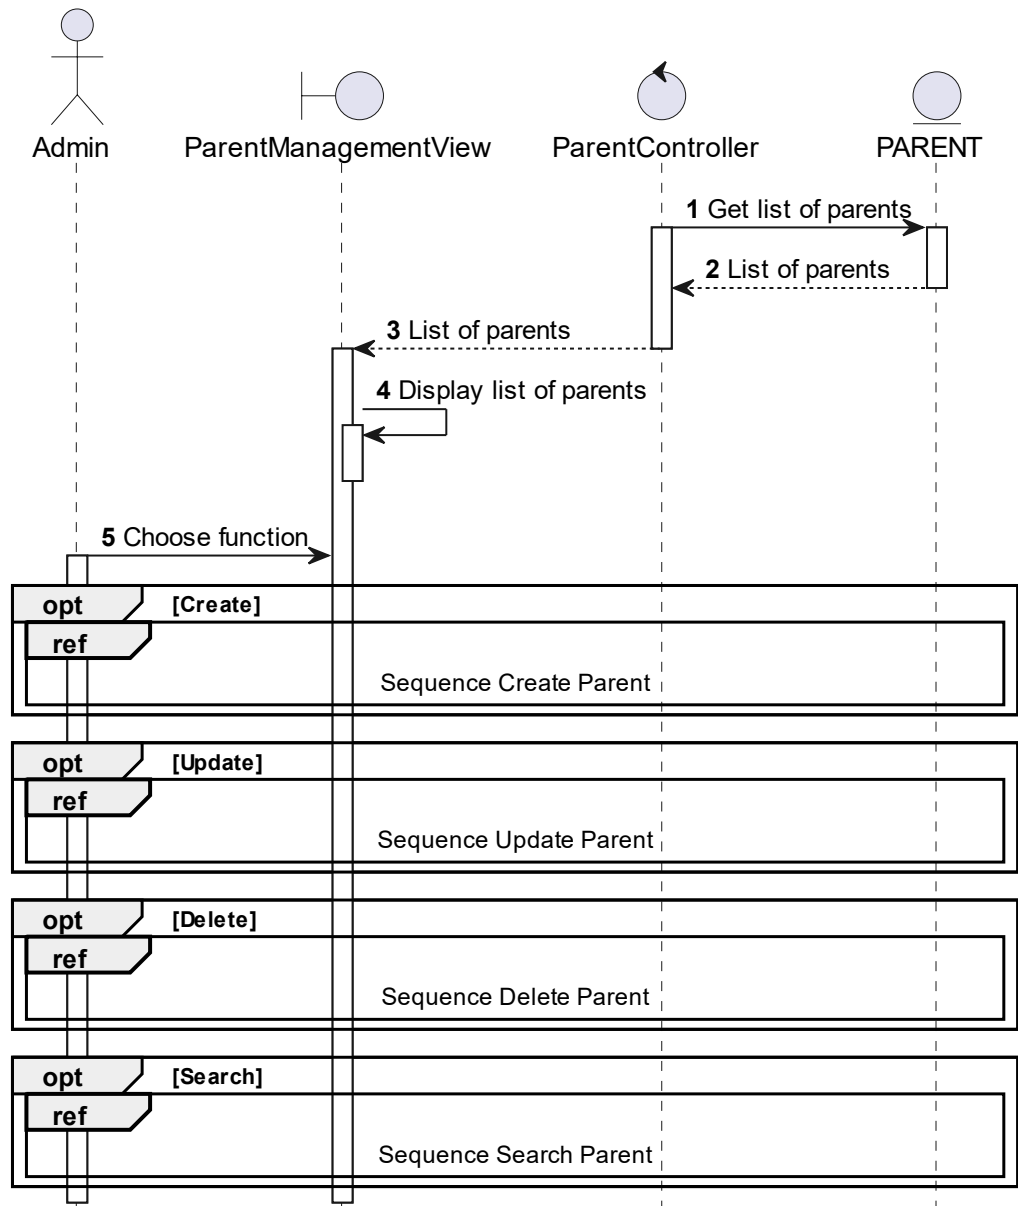 Admin
ParentManagementView
ParentController
PARENT
1 Get list of parents
2 List of parents
3 List of parents
4 Display list of parents
5 Choose function
opt [Create]
ref
Sequence Create Parent
opt [Update]
ref
Sequence Update Parent
opt [Delete]
ref
Sequence Delete Parent
opt [Search]
ref
Sequence Search Parent